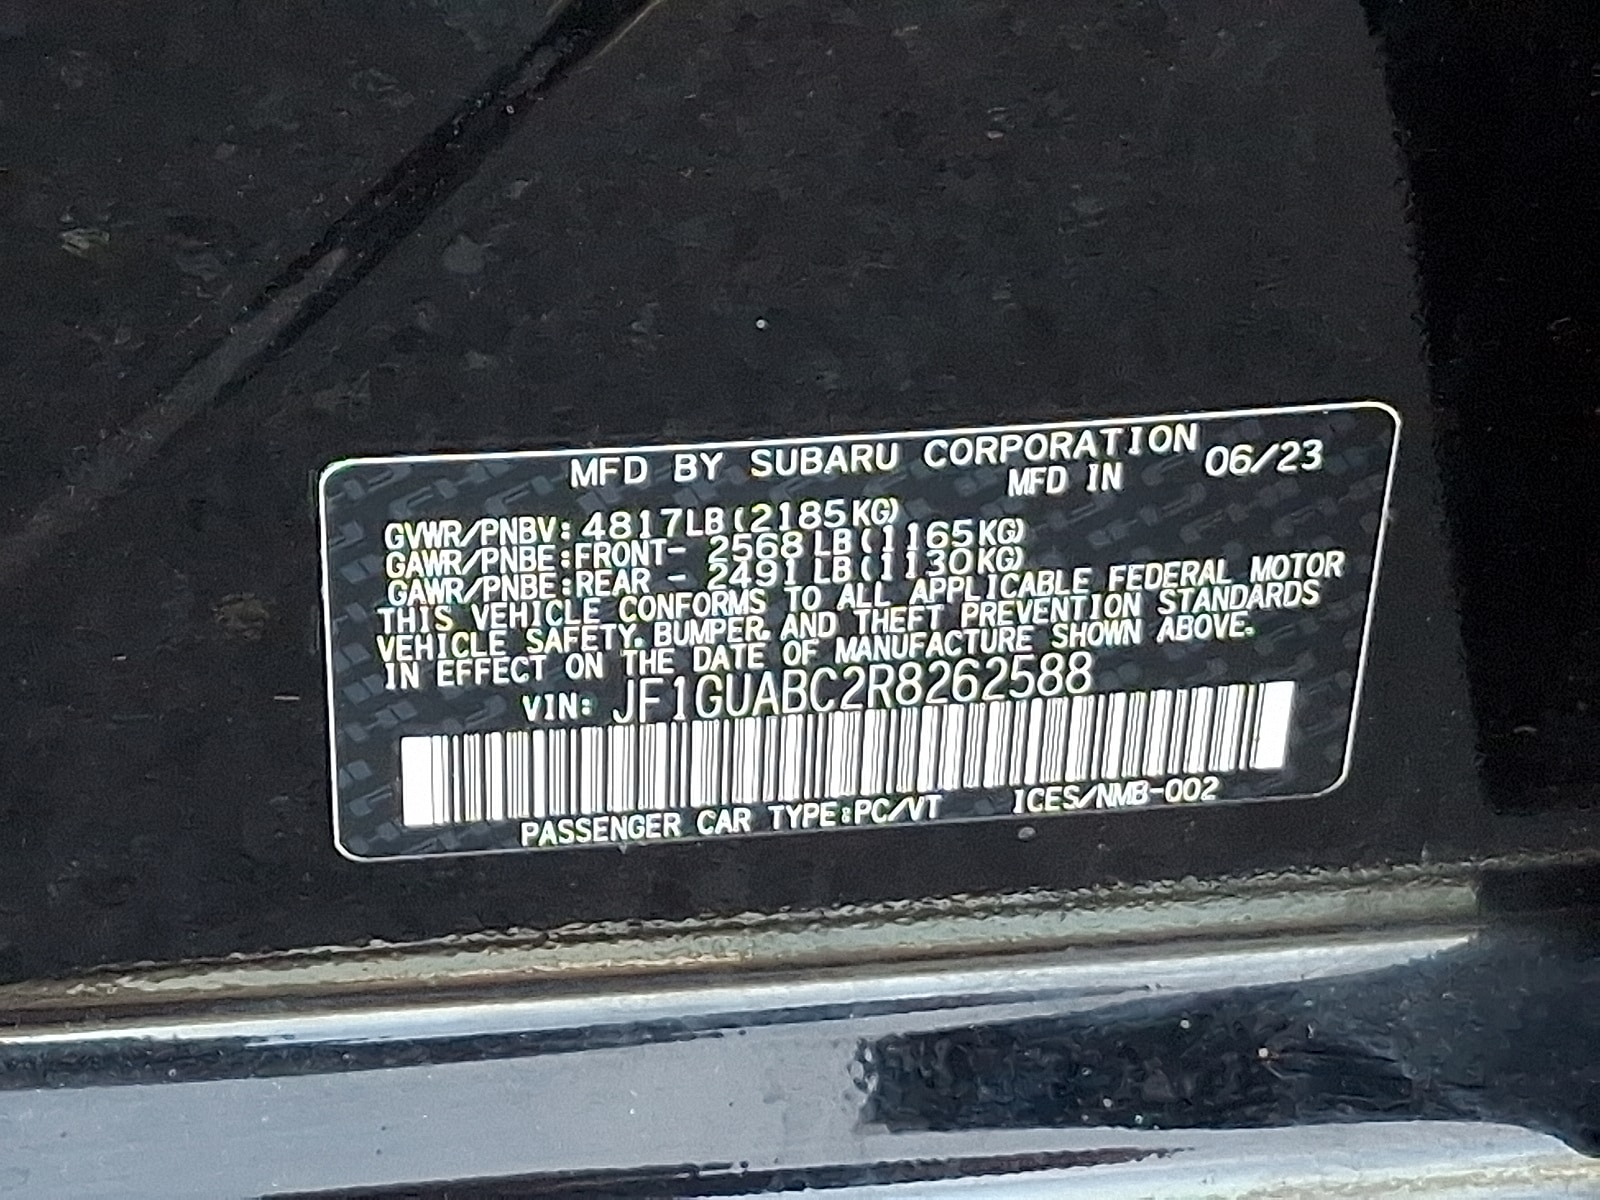 MFD BY SUBARU CORPORATION
MFD IN 06/23
GVWR/PNBV: 4817LB(2185KG)
GAWR/PNBE:FRONT- 2568LB(1165KG)
GAWR/PNBE:REAR - 2491LB(1130KG)
THIS VEHICLE CONFORMS TO ALL APPLICABLE FEDERAL MOTOR
VEHICLE SAFETY, BUMPER, AND THEFT PREVENTION STANDARDS
IN EFFECT ON THE DATE OF MANUFACTURE SHOWN ABOVE.
VIN: JF1GUABC2R8262588
PASSENGER CAR TYPE:PC/VT ICES/NMB-002